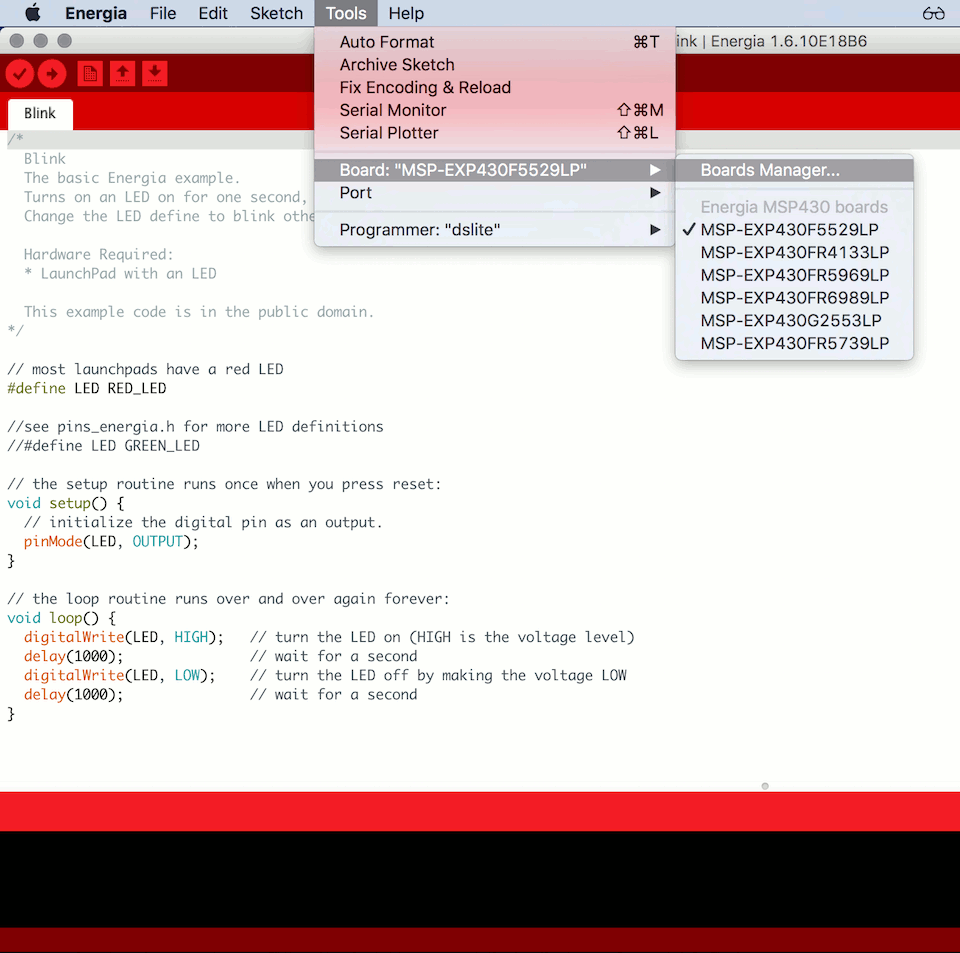 Energia File Edit Sketch Tools Help
ink | Energia 1.6.10E18B6
Auto Format ⌘T
Archive Sketch
Fix Encoding & Reload
Serial Monitor ⇧⌘M
Serial Plotter ⇧⌘L
Board: "MSP-EXP430F5529LP"
Port
Programmer: "dslite"
Boards Manager...
Energia MSP430 boards
✓ MSP-EXP430F5529LP
MSP-EXP430FR4133LP
MSP-EXP430FR5969LP
MSP-EXP430FR6989LP
MSP-EXP430G2553LP
MSP-EXP430FR5739LP
Blink
/*
  Blink
  The basic Energia example.
  Turns on an LED on for one second,
  Change the LED define to blink othe

  Hardware Required:
  * LaunchPad with an LED

  This example code is in the public domain.
*/

// most launchpads have a red LED
#define LED RED_LED

//see pins_energia.h for more LED definitions
//#define LED GREEN_LED

// the setup routine runs once when you press reset:
void setup() {
  // initialize the digital pin as an output.
  pinMode(LED, OUTPUT);
}

// the loop routine runs over and over again forever:
void loop() {
  digitalWrite(LED, HIGH);   // turn the LED on (HIGH is the voltage level)
  delay(1000);               // wait for a second
  digitalWrite(LED, LOW);    // turn the LED off by making the voltage LOW
  delay(1000);               // wait for a second
}